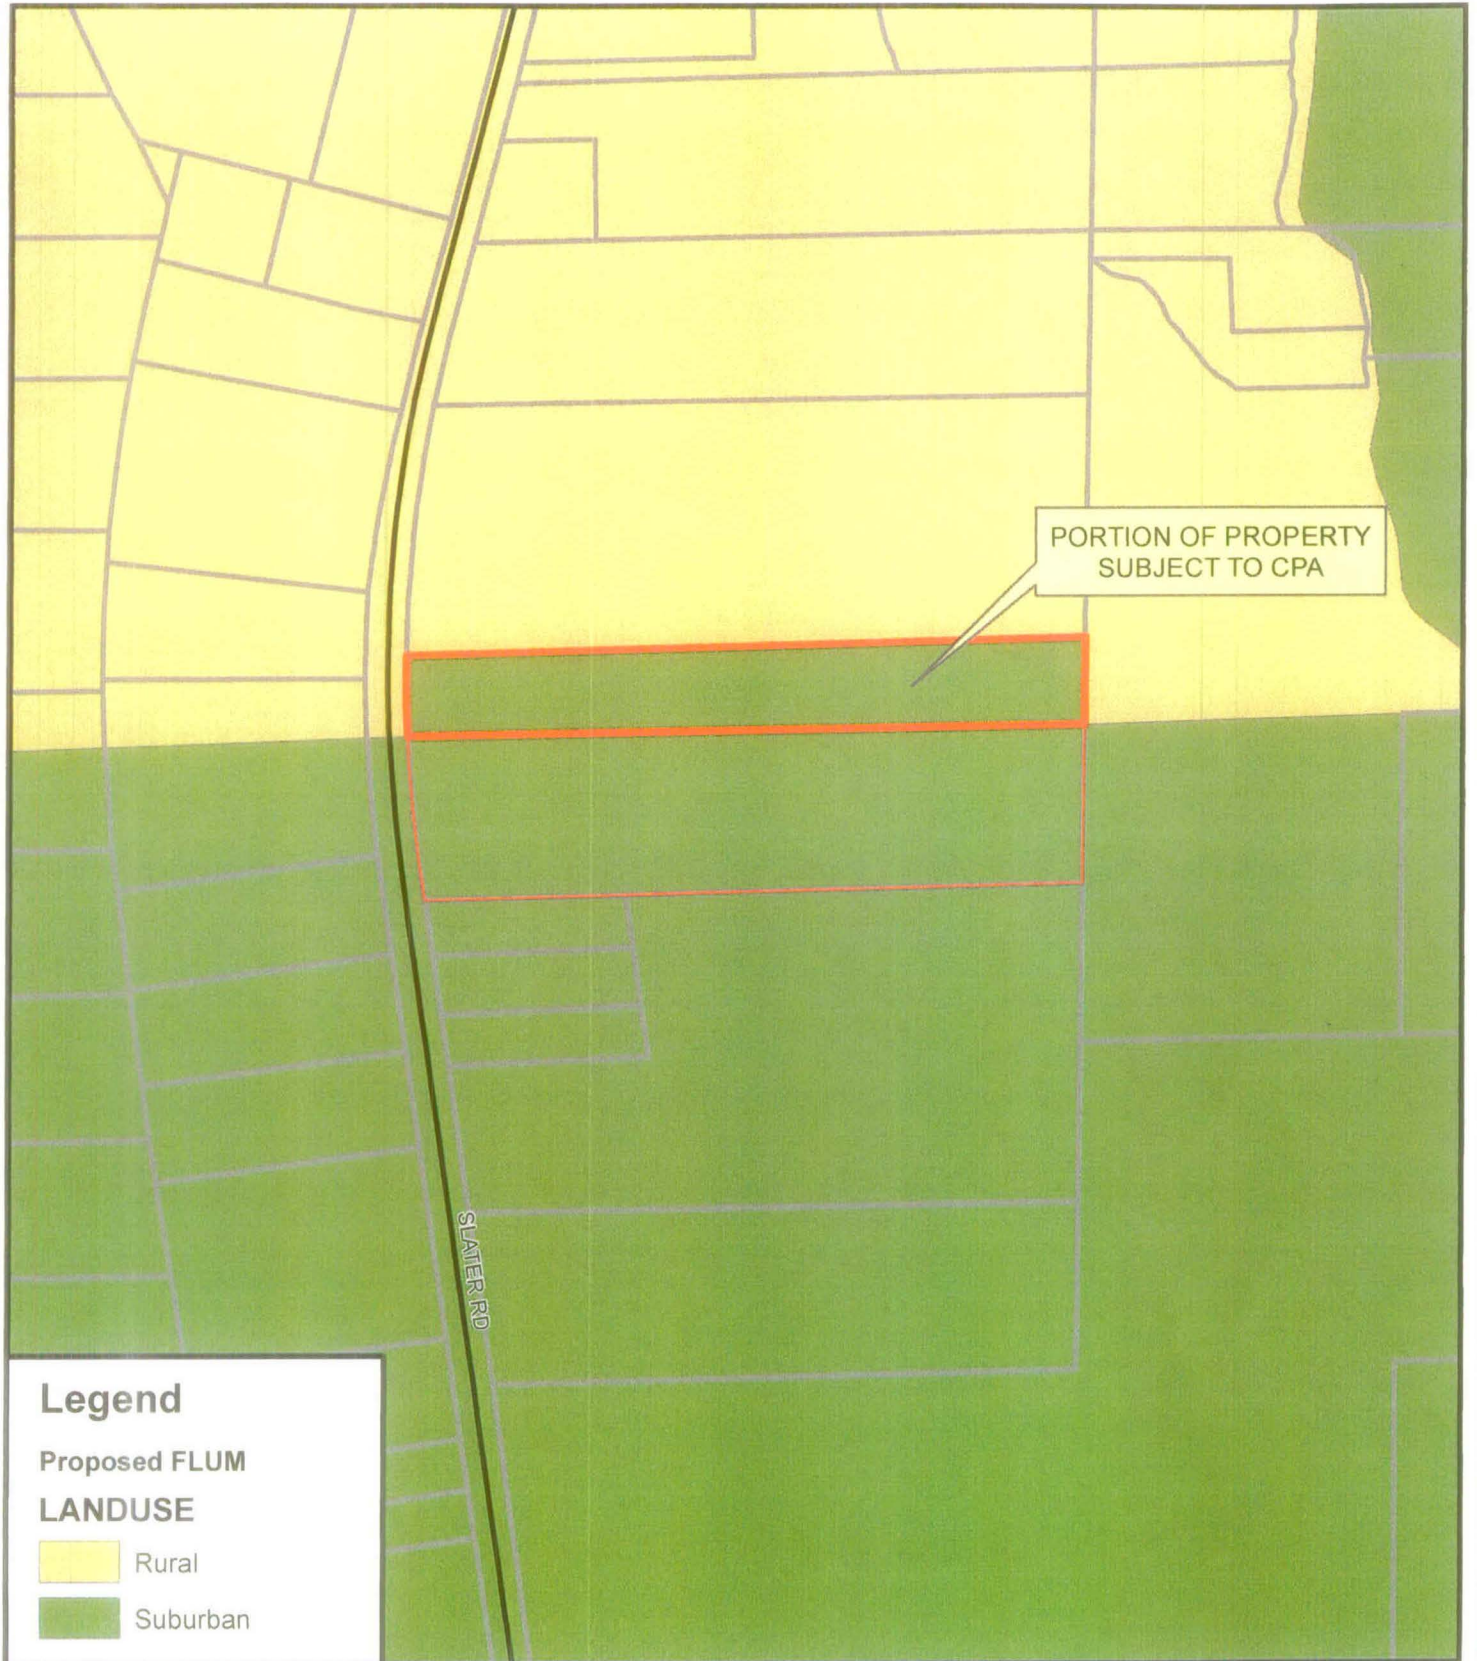 PORTION OF PROPERTY
SUBJECT TO CPA
SLATER RD
Legend
Proposed FLUM
LANDUSE
Rural
Suburban